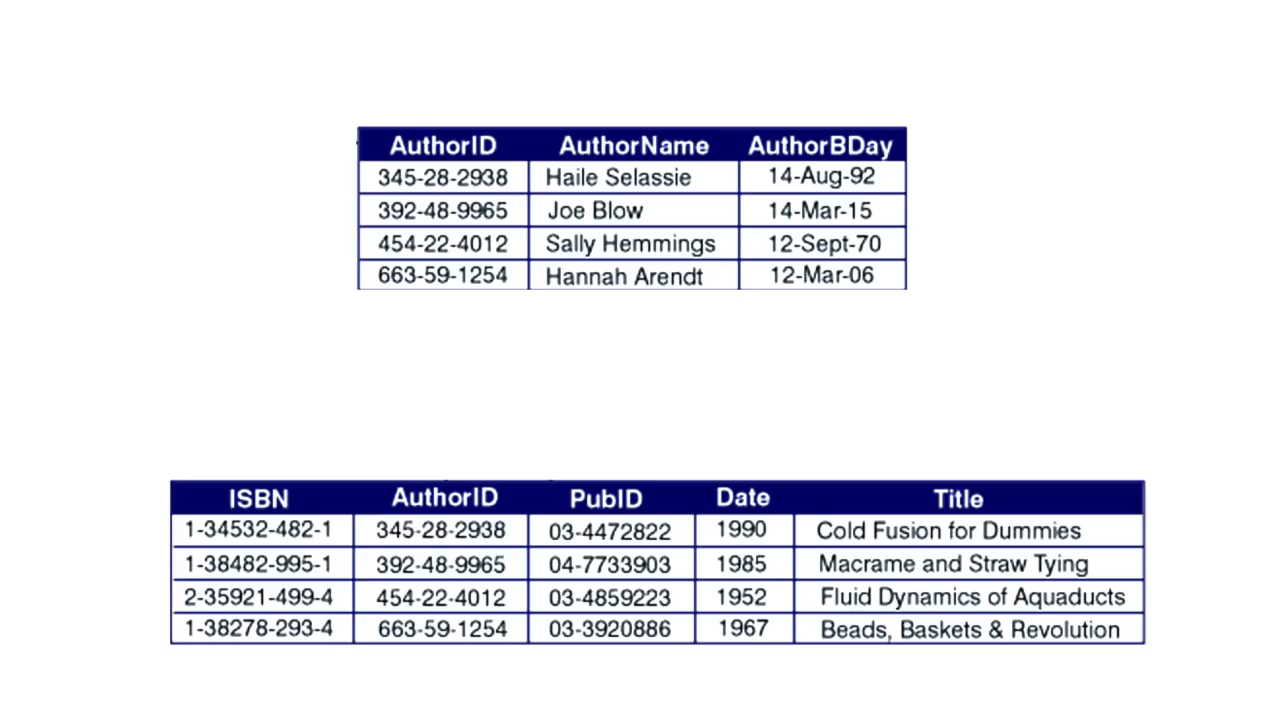 AuthorID AuthorName AuthorBDay
345-28-2938 Haile Selassie 14-Aug-92
392-48-9965 Joe Blow 14-Mar-15
454-22-4012 Sally Hemmings 12-Sept-70
663-59-1254 Hannah Arendt 12-Mar-06
ISBN AuthorID PubID Date Title
1-34532-482-1 345-28-2938 03-4472822 1990 Cold Fusion for Dummies
1-38482-995-1 392-48-9965 04-7733903 1985 Macrame and Straw Tying
2-35921-499-4 454-22-4012 03-4859223 1952 Fluid Dynamics of Aquaducts
1-38278-293-4 663-59-1254 03-3920886 1967 Beads, Baskets & Revolution